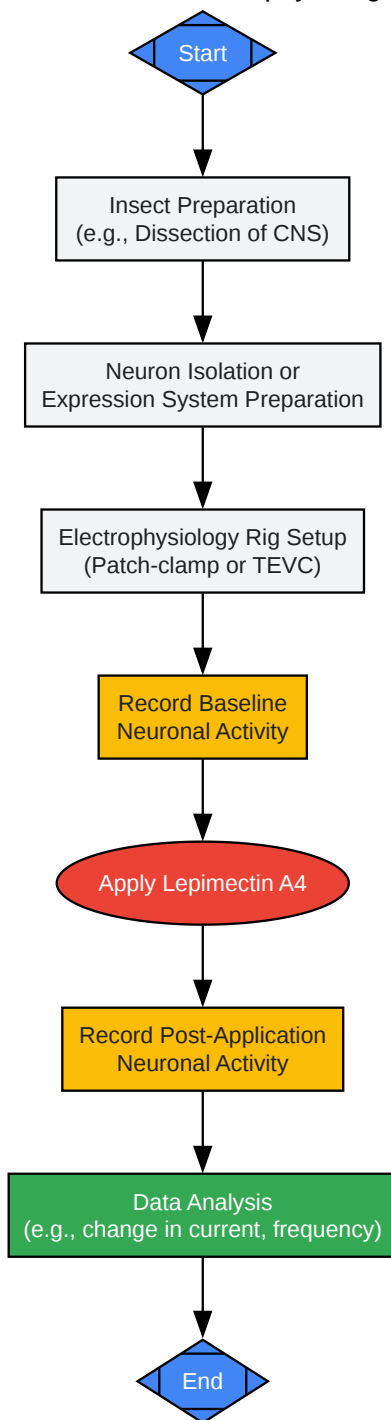 Start
Insect Preparation
(e.g., Dissection of CNS)
Neuron Isolation or
Expression System Preparation
Electrophysiology Rig Setup
(Patch-clamp or TEVC)
Record Baseline
Neuronal Activity
Apply Lepimectin A4
Record Post-Application
Neuronal Activity
Data Analysis
(e.g., change in current, frequency)
End